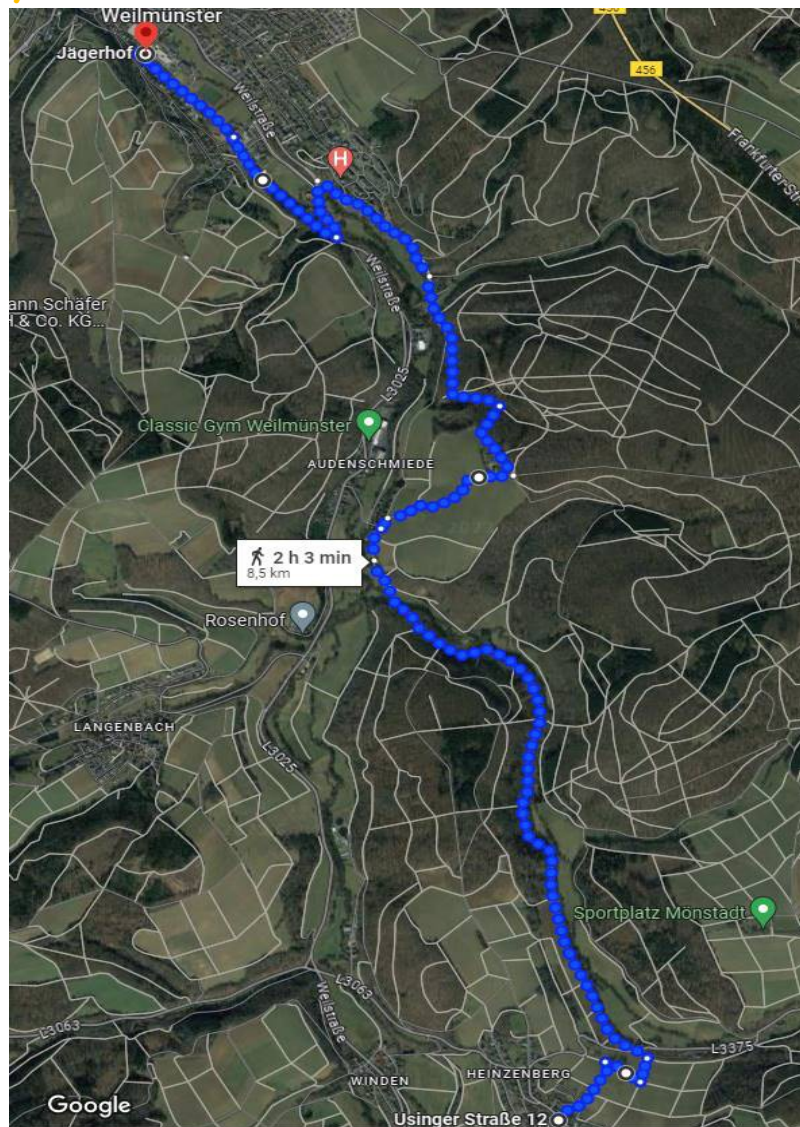 Weilmünster
Jägerhof
456
Weilstraße
Frankfurter-Str
H
Weilstraße
ann Schäfer
H & Co. KG...
L3025
Classic Gym Weilmünster
AUDENSCHMIEDE
2 h 3 min
8,5 km
Rosenhof
LANGENBACH
L3025
Sportplatz Mönstadt
L3063
L3063
Weilstraße
L3375
HEINZENBERG
WINDEN
Google
Usinger Straße 12